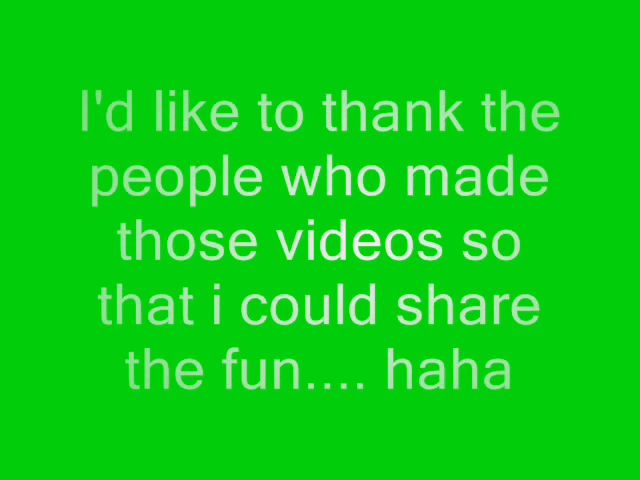 I'd like to thank the
people who made
those videos so
that i could share
the fun.... haha